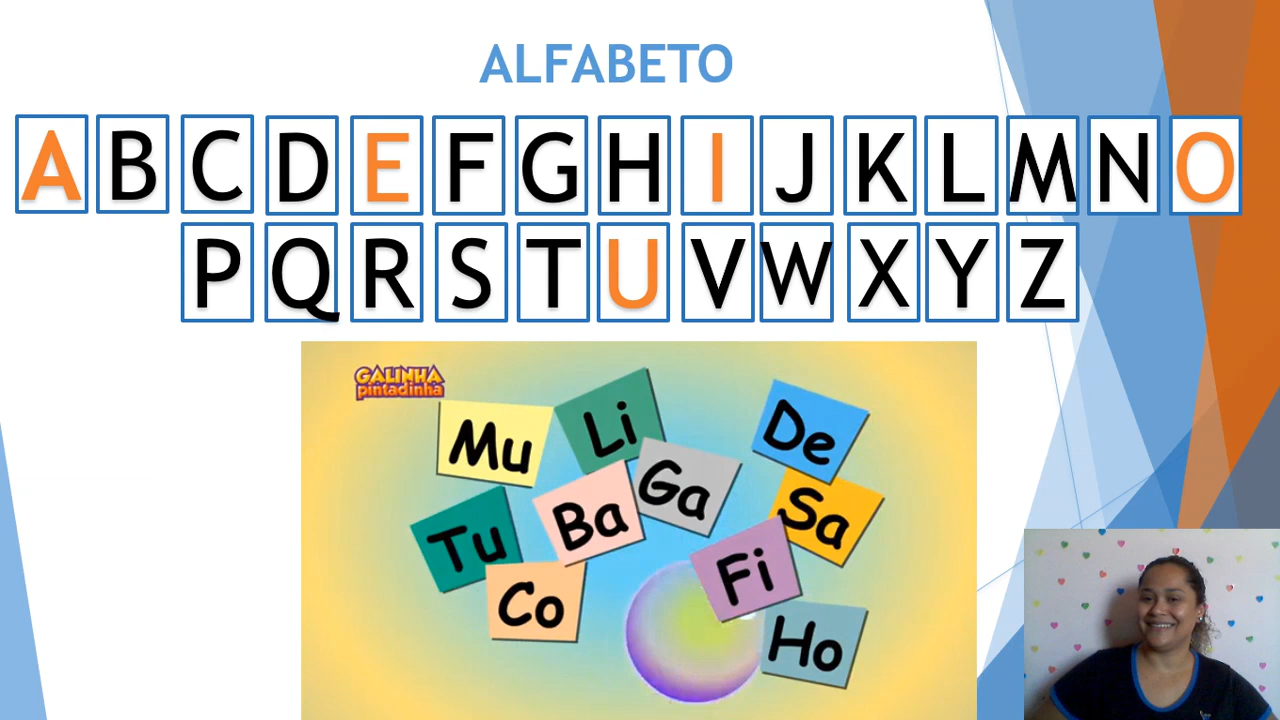 ALFABETO
A B C D E F G H I J K L M N O
P Q R S T U V W X Y Z
GALINHA
pintadinha
Mu
Li
De
Ga
Sa
Ba
Tu
Fi
Co
Ho